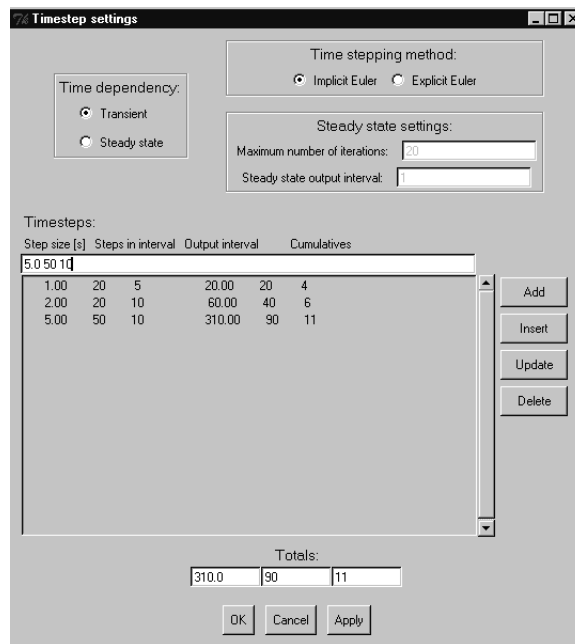 Timestep settings
Time stepping method:
Implicit Euler Explicit Euler
Time dependency:
Transient
Steady state
Steady state settings:
Maximum number of iterations: 20
Steady state output interval: 1
Timesteps:
Step size [s] Steps in interval Output interval Cumulatives
5.0 50 10
1.00 20 5 20.00 20 4
2.00 20 10 60.00 40 6
5.00 50 10 310.00 90 11
Add
Insert
Update
Delete
Totals:
310.0 90 11
OK Cancel Apply